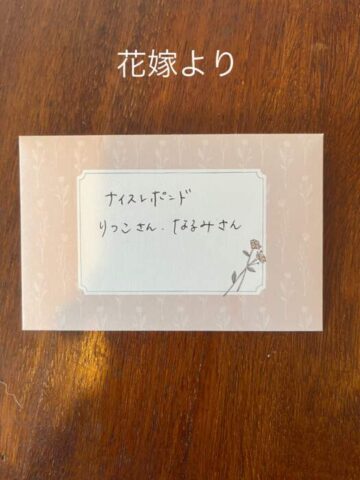 花嫁より
ナイスレポンド
りつこさん、なるみさん